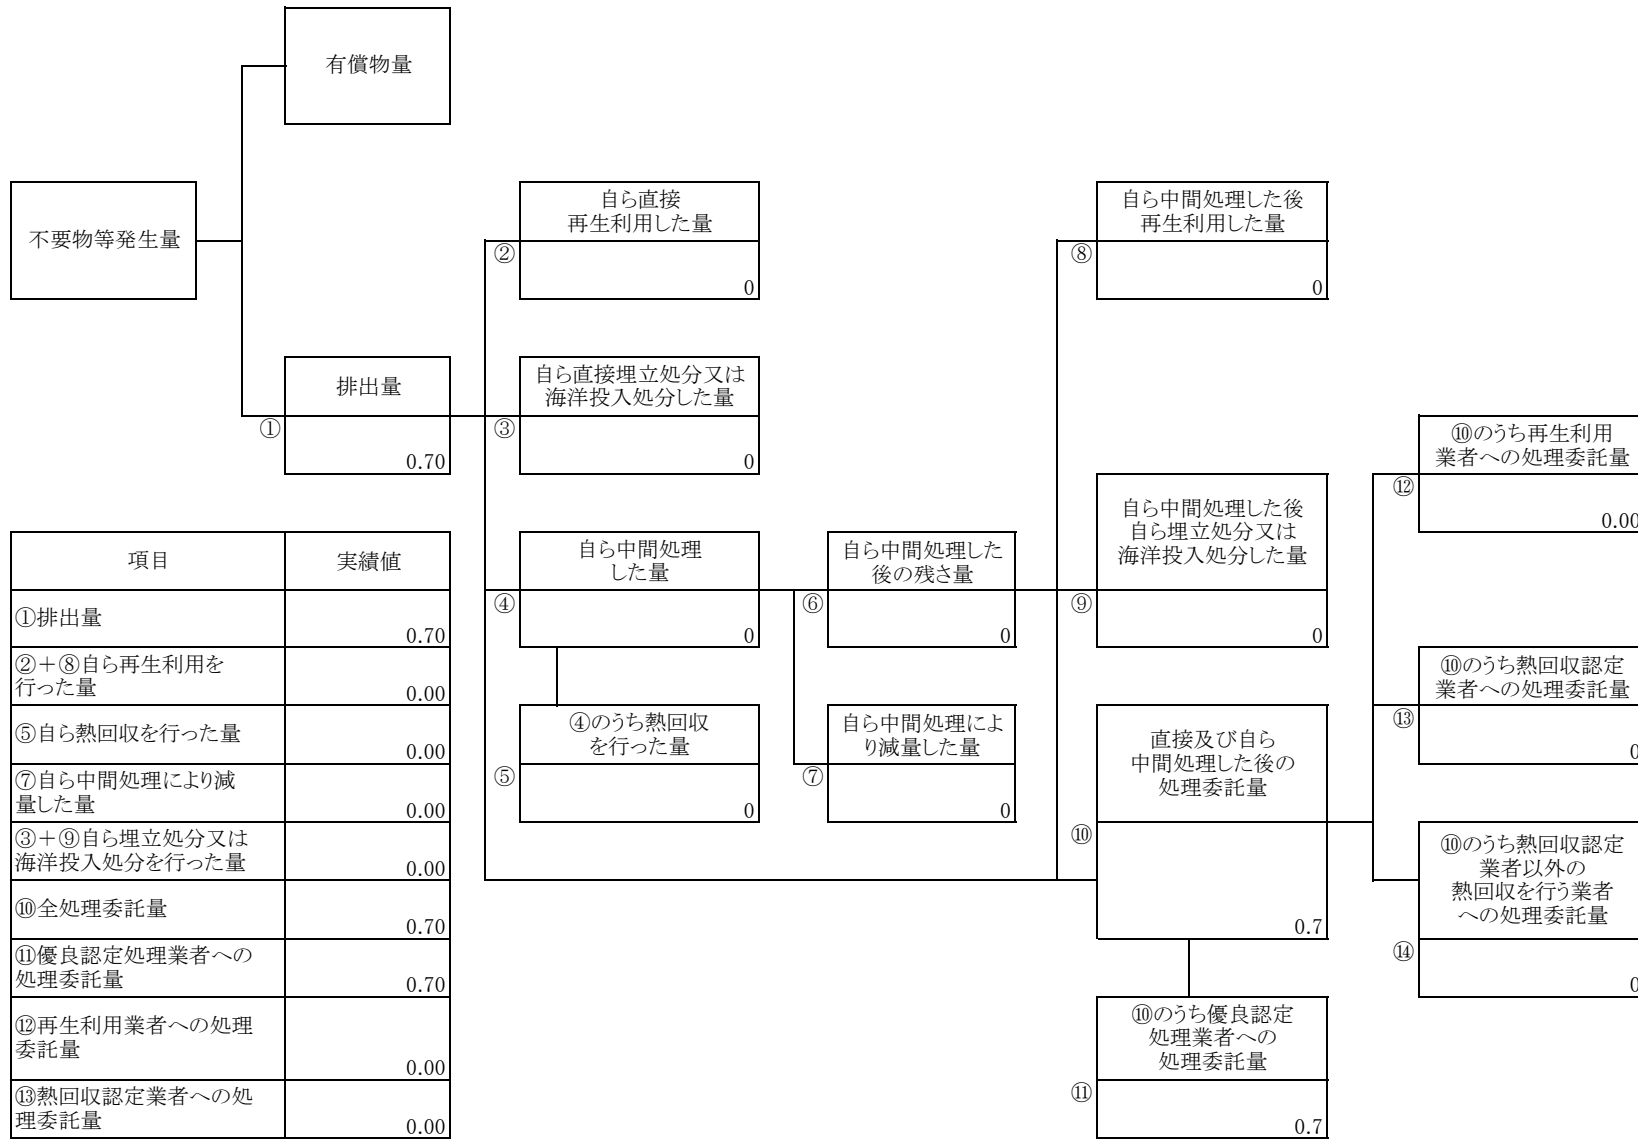 有償物量
不要物等発生量
自ら直接
再生利用した量
②
0
自ら中間処理した後
再生利用した量
⑧
0
排出量
①
0.70
自ら直接埋立処分又は
海洋投入処分した量
③
0
⑩のうち再生利用
業者への処理委託量
⑫
0.00
自ら中間処理した後
自ら埋立処分又は
海洋投入処分した量
⑨
0
自ら中間処理
した量
④
0
自ら中間処理した
後の残さ量
⑥
0
⑩のうち熱回収認定
業者への処理委託量
⑬
0
④のうち熱回収
を行った量
⑤
0
自ら中間処理によ
り減量した量
⑦
0
直接及び自ら
中間処理した後の
処理委託量
⑩
0.7
⑩のうち熱回収認定
業者以外の
熱回収を行う業者
への処理委託量
⑭
0
⑩のうち優良認定
処理業者への
処理委託量
⑪
0.7
項目 実績値
①排出量
0.70
②+⑧自ら再生利用を
行った量
0.00
⑤自ら熱回収を行った量
0.00
⑦自ら中間処理により減
量した量
0.00
③+⑨自ら埋立処分又は
海洋投入処分を行った量
0.00
⑩全処理委託量
0.70
⑪優良認定処理業者への
処理委託量
0.70
⑫再生利用業者への処理
委託量
0.00
⑬熱回収認定業者への処
理委託量
0.00